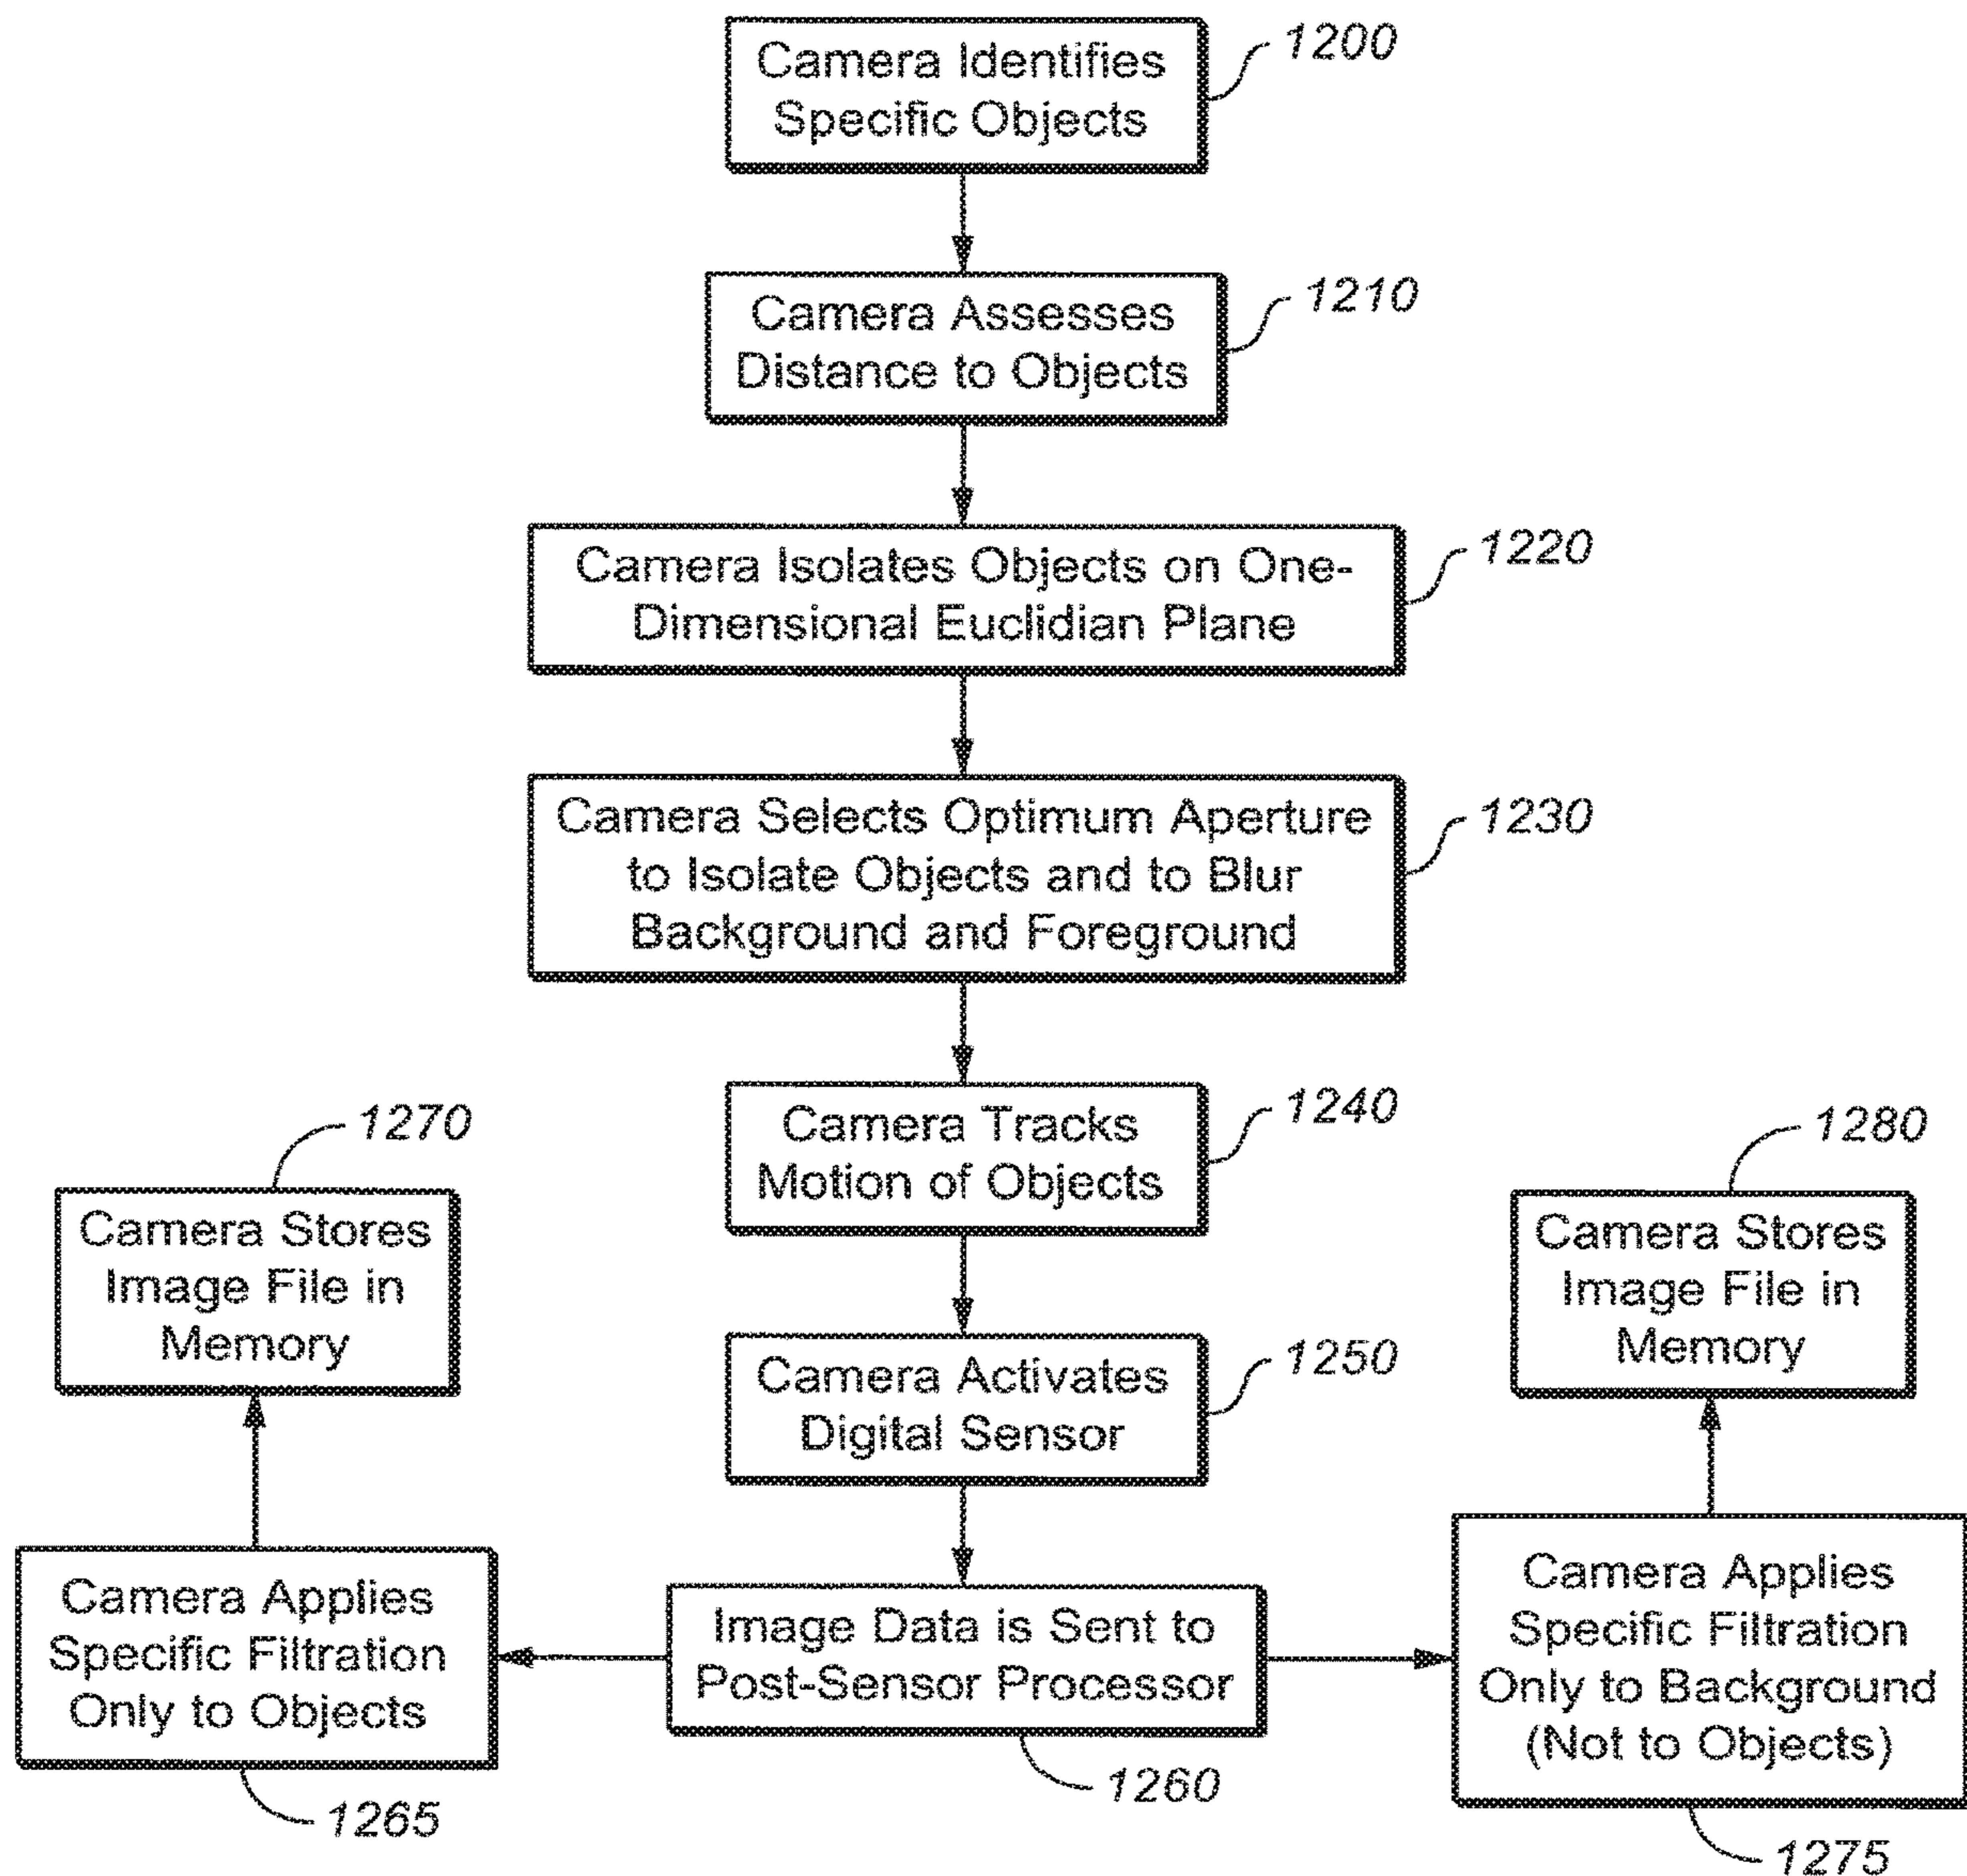 Camera Identifies
Specific Objects
1200
Camera Assesses
Distance to Objects
1210
Camera Isolates Objects on One-
Dimensional Euclidian Plane
1220
Camera Selects Optimum Aperture
to Isolate Objects and to Blur
Background and Foreground
1230
Camera Tracks
Motion of Objects
1240
Camera Activates
Digital Sensor
1250
Image Data is Sent to
Post-Sensor Processor
1260
Camera Applies
Specific Filtration
Only to Objects
1265
Camera Stores
Image File in
Memory
1270
Camera Applies
Specific Filtration
Only to Background
(Not to Objects)
1275
Camera Stores
Image File in
Memory
1280